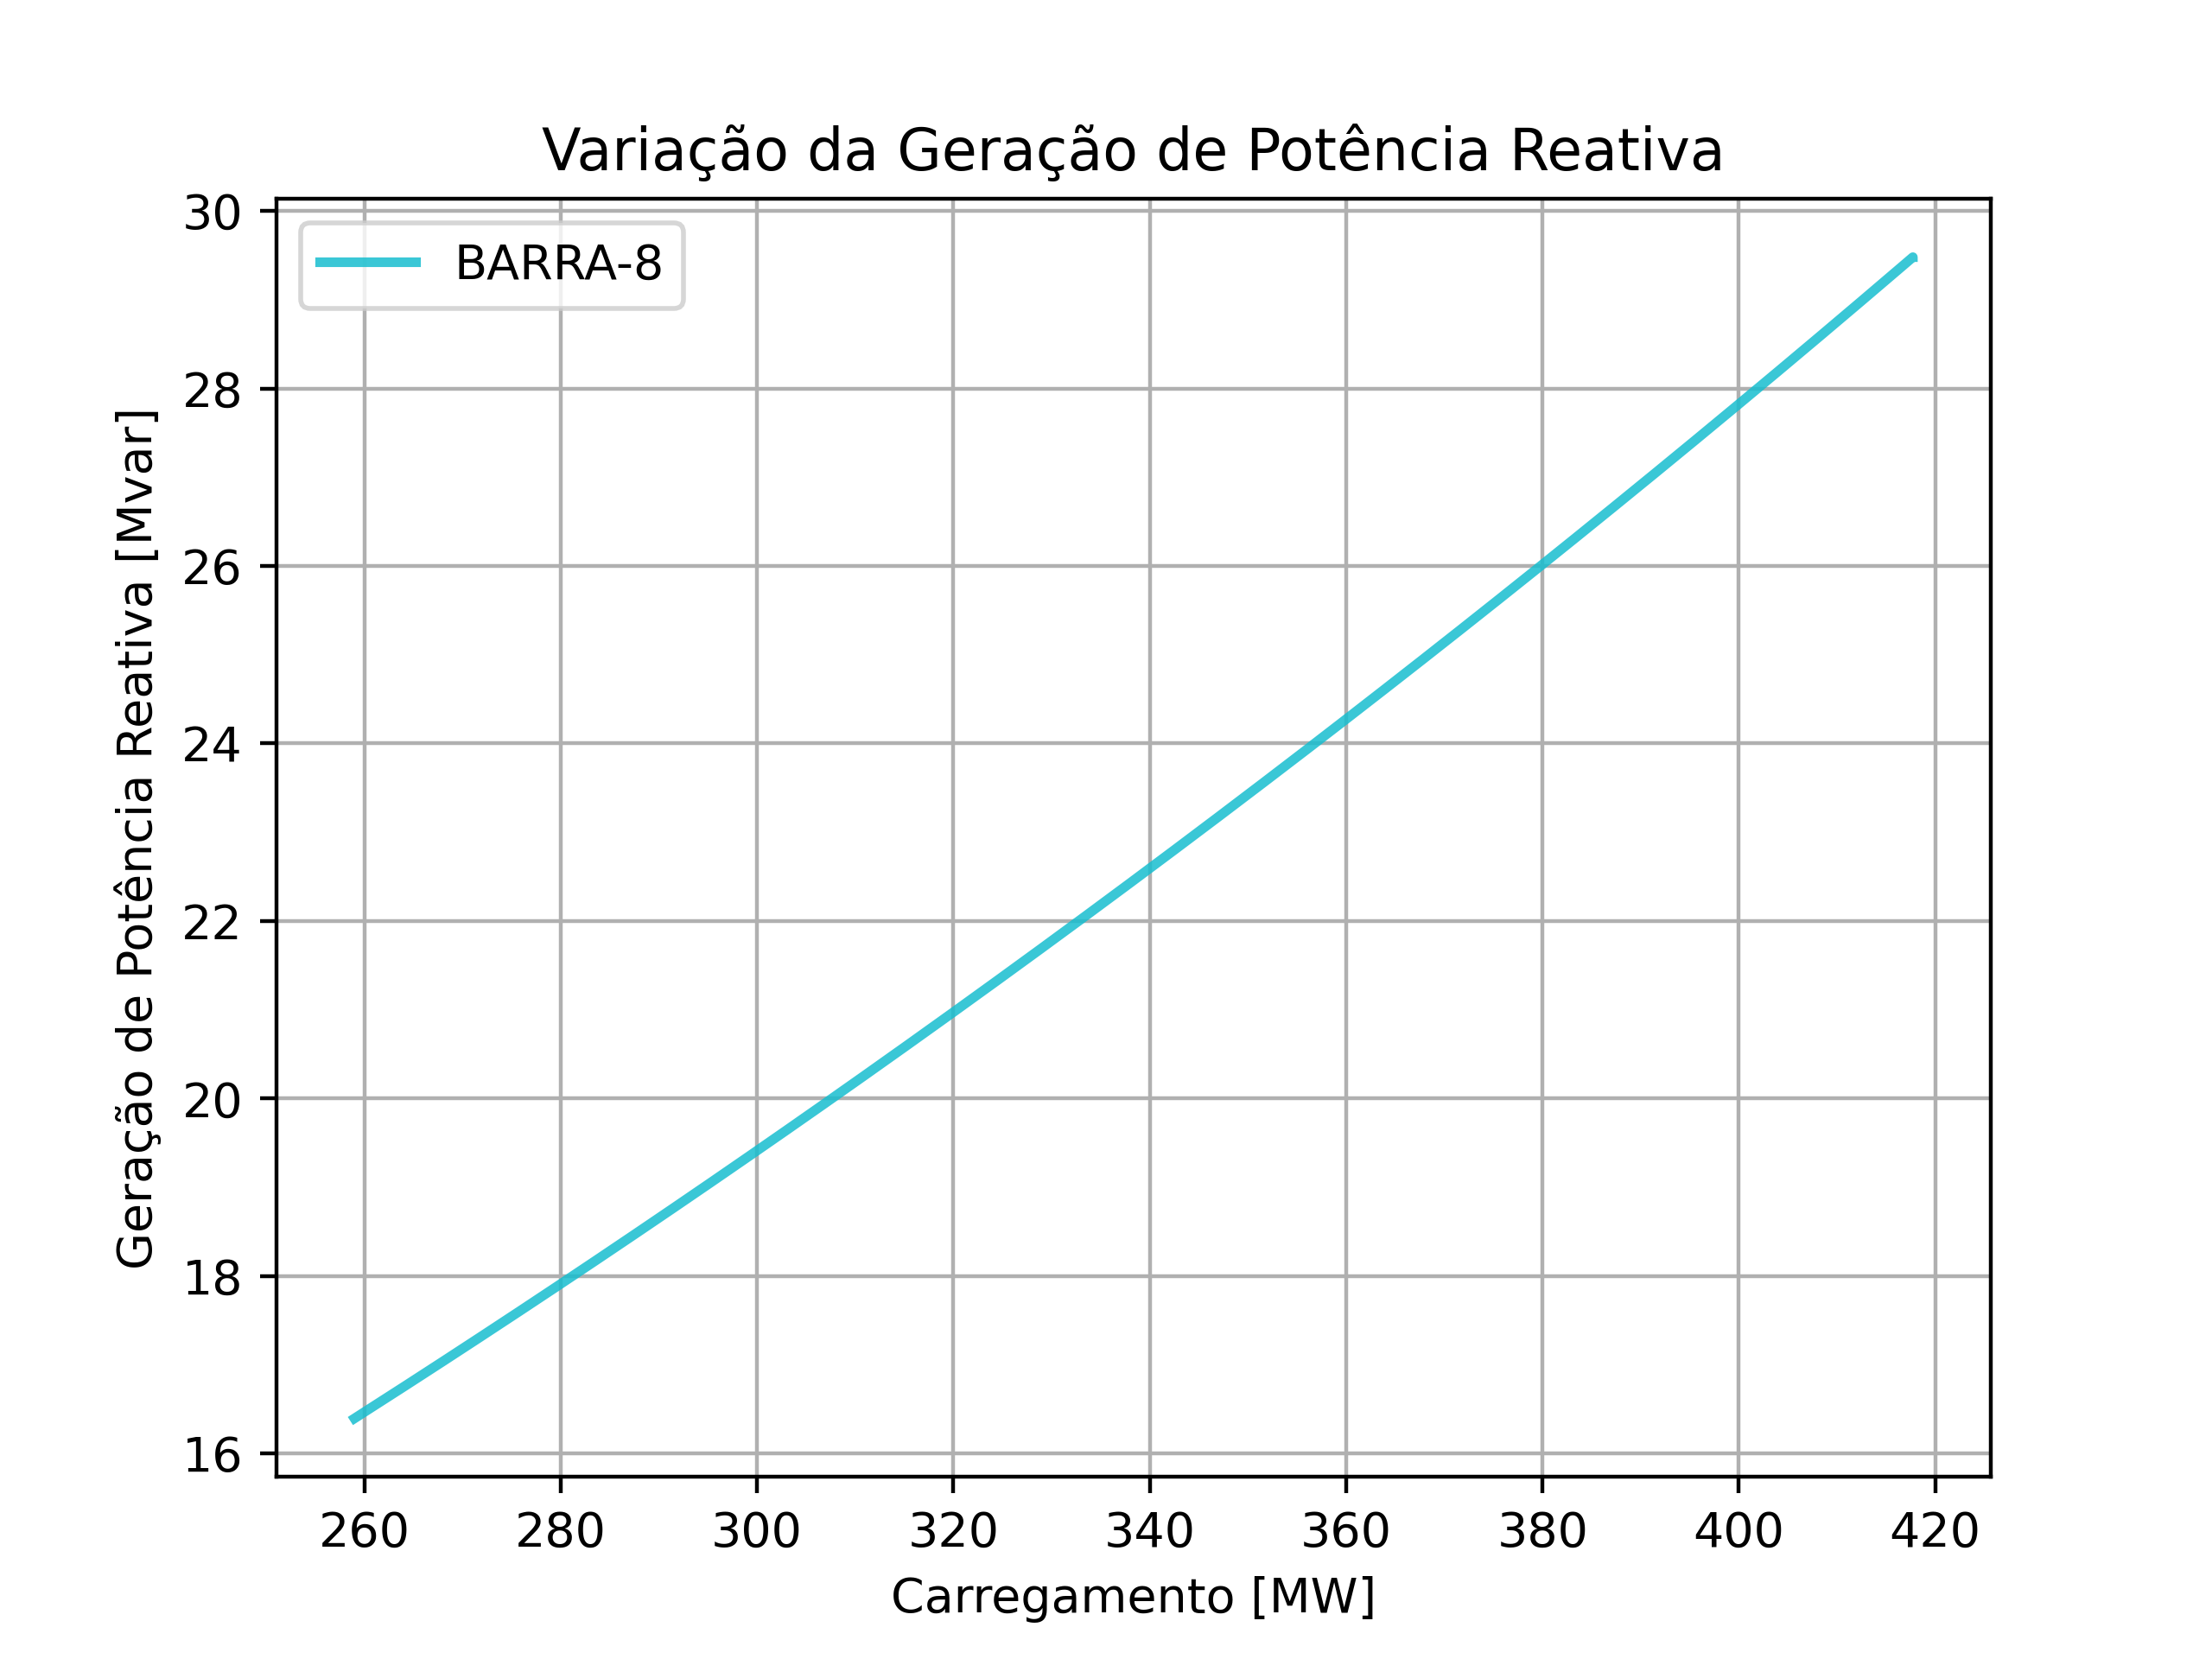 Variação da Geração de Potência Reativa
BARRA-8
Geração de Potência Reativa [Mvar]
30
28
26
24
22
20
18
16
260 280 300 320 340 360 380 400 420
Carregamento [MW]